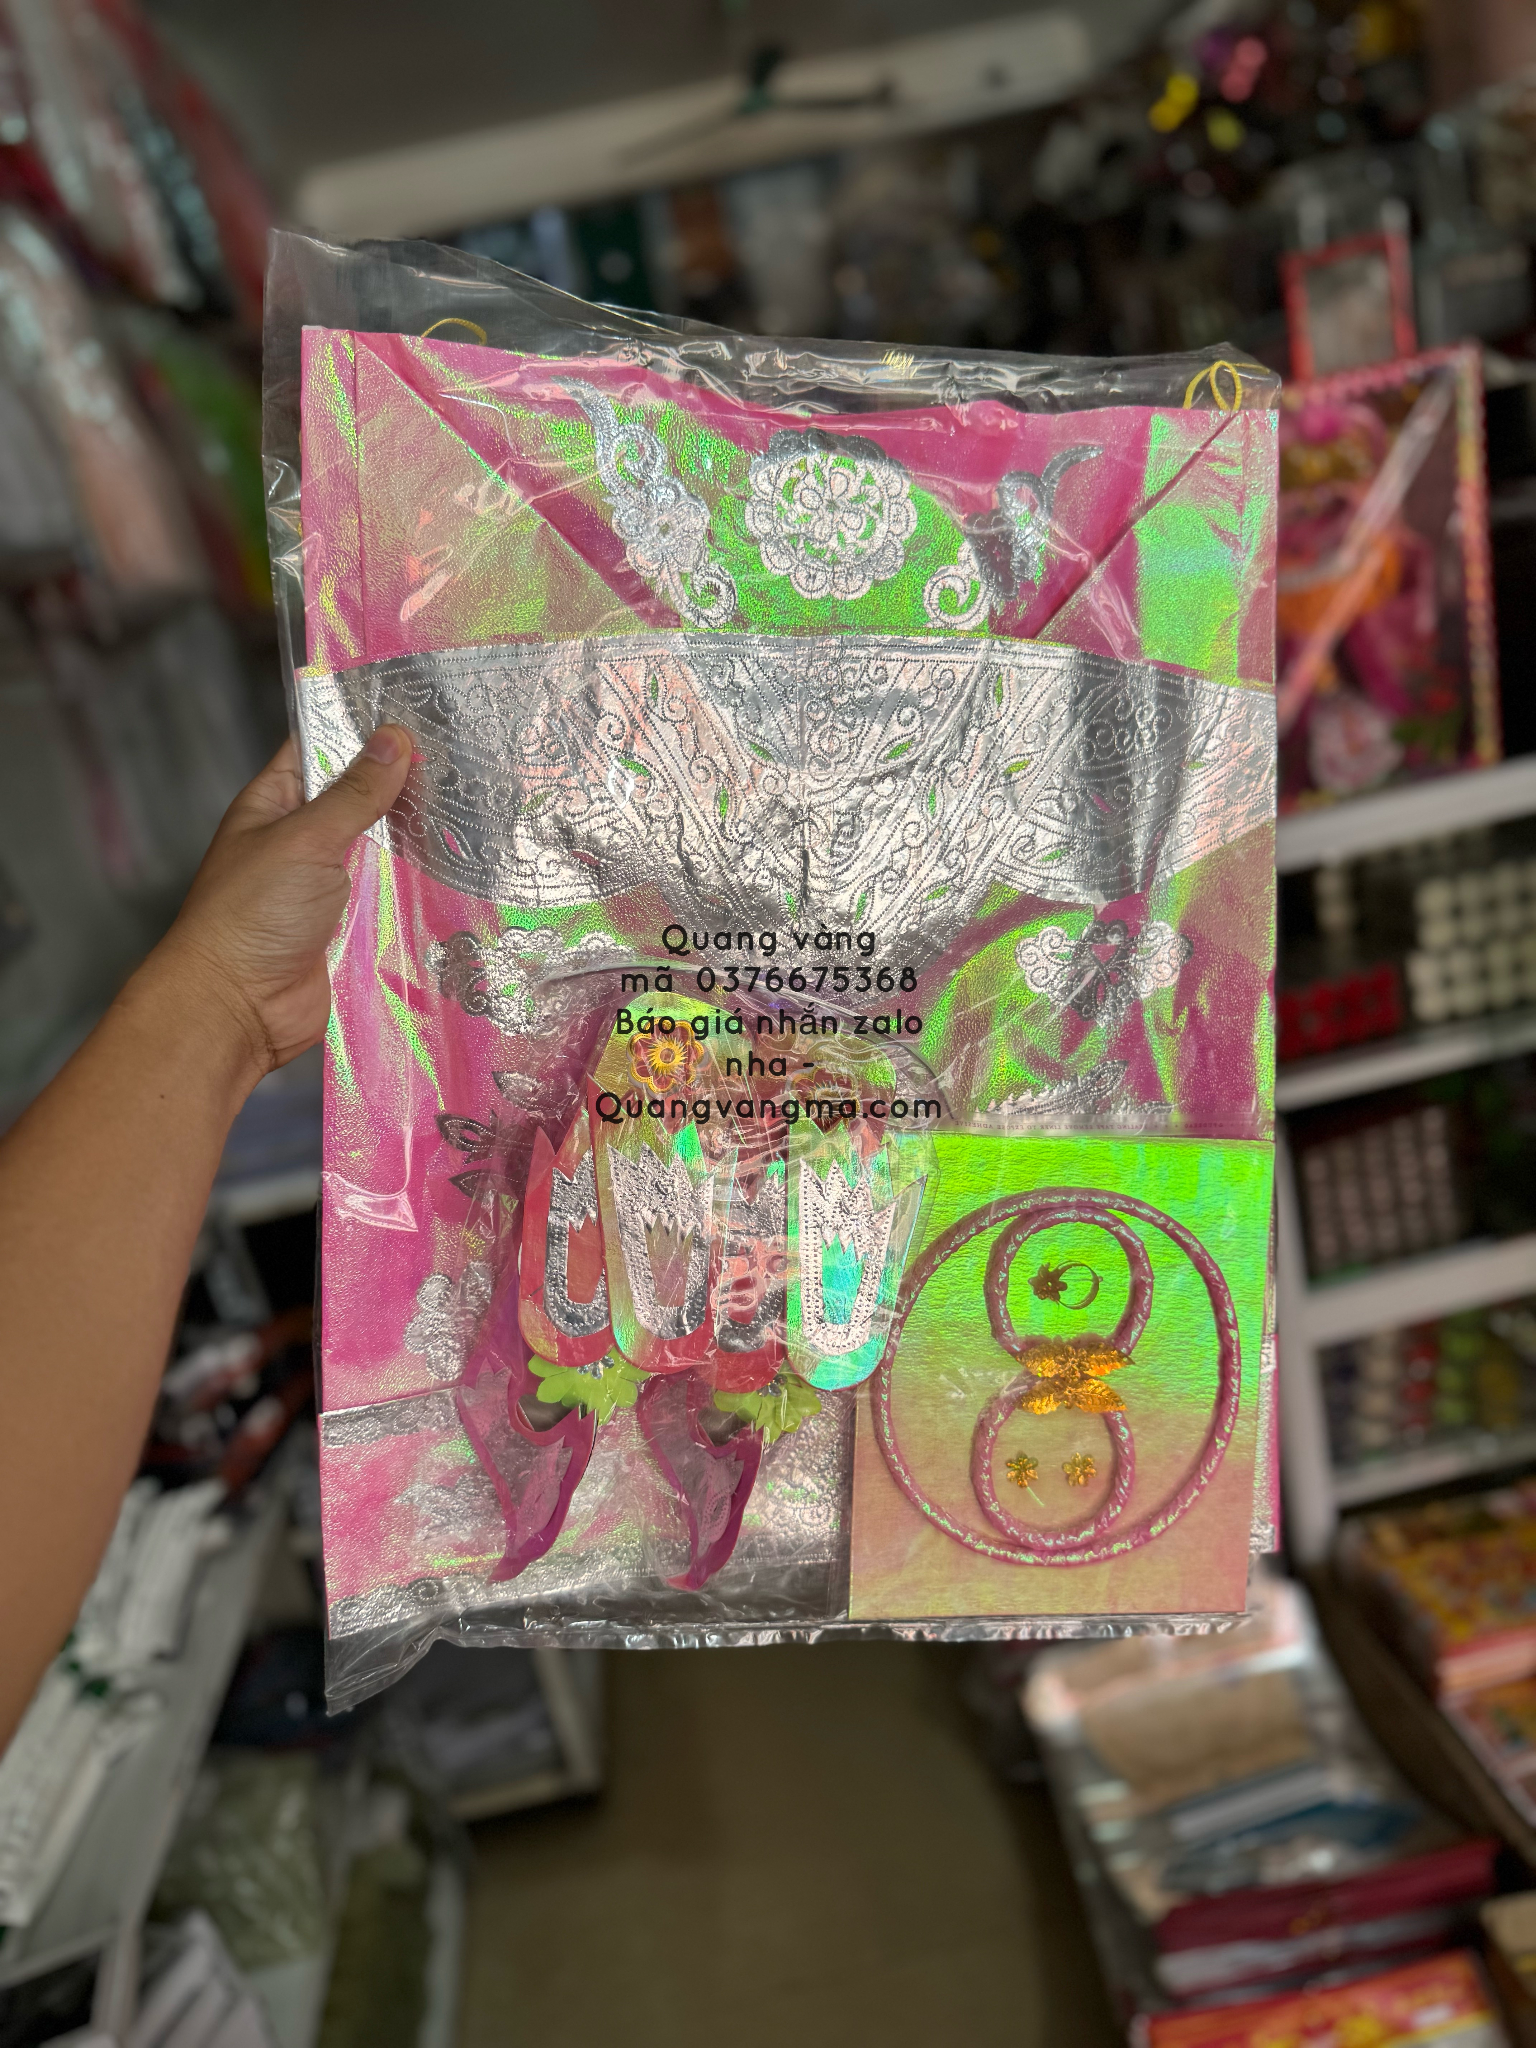 Quang vàng
mã 0376675368
Báo giá nhắn zalo
nha -
Quangvangma.com